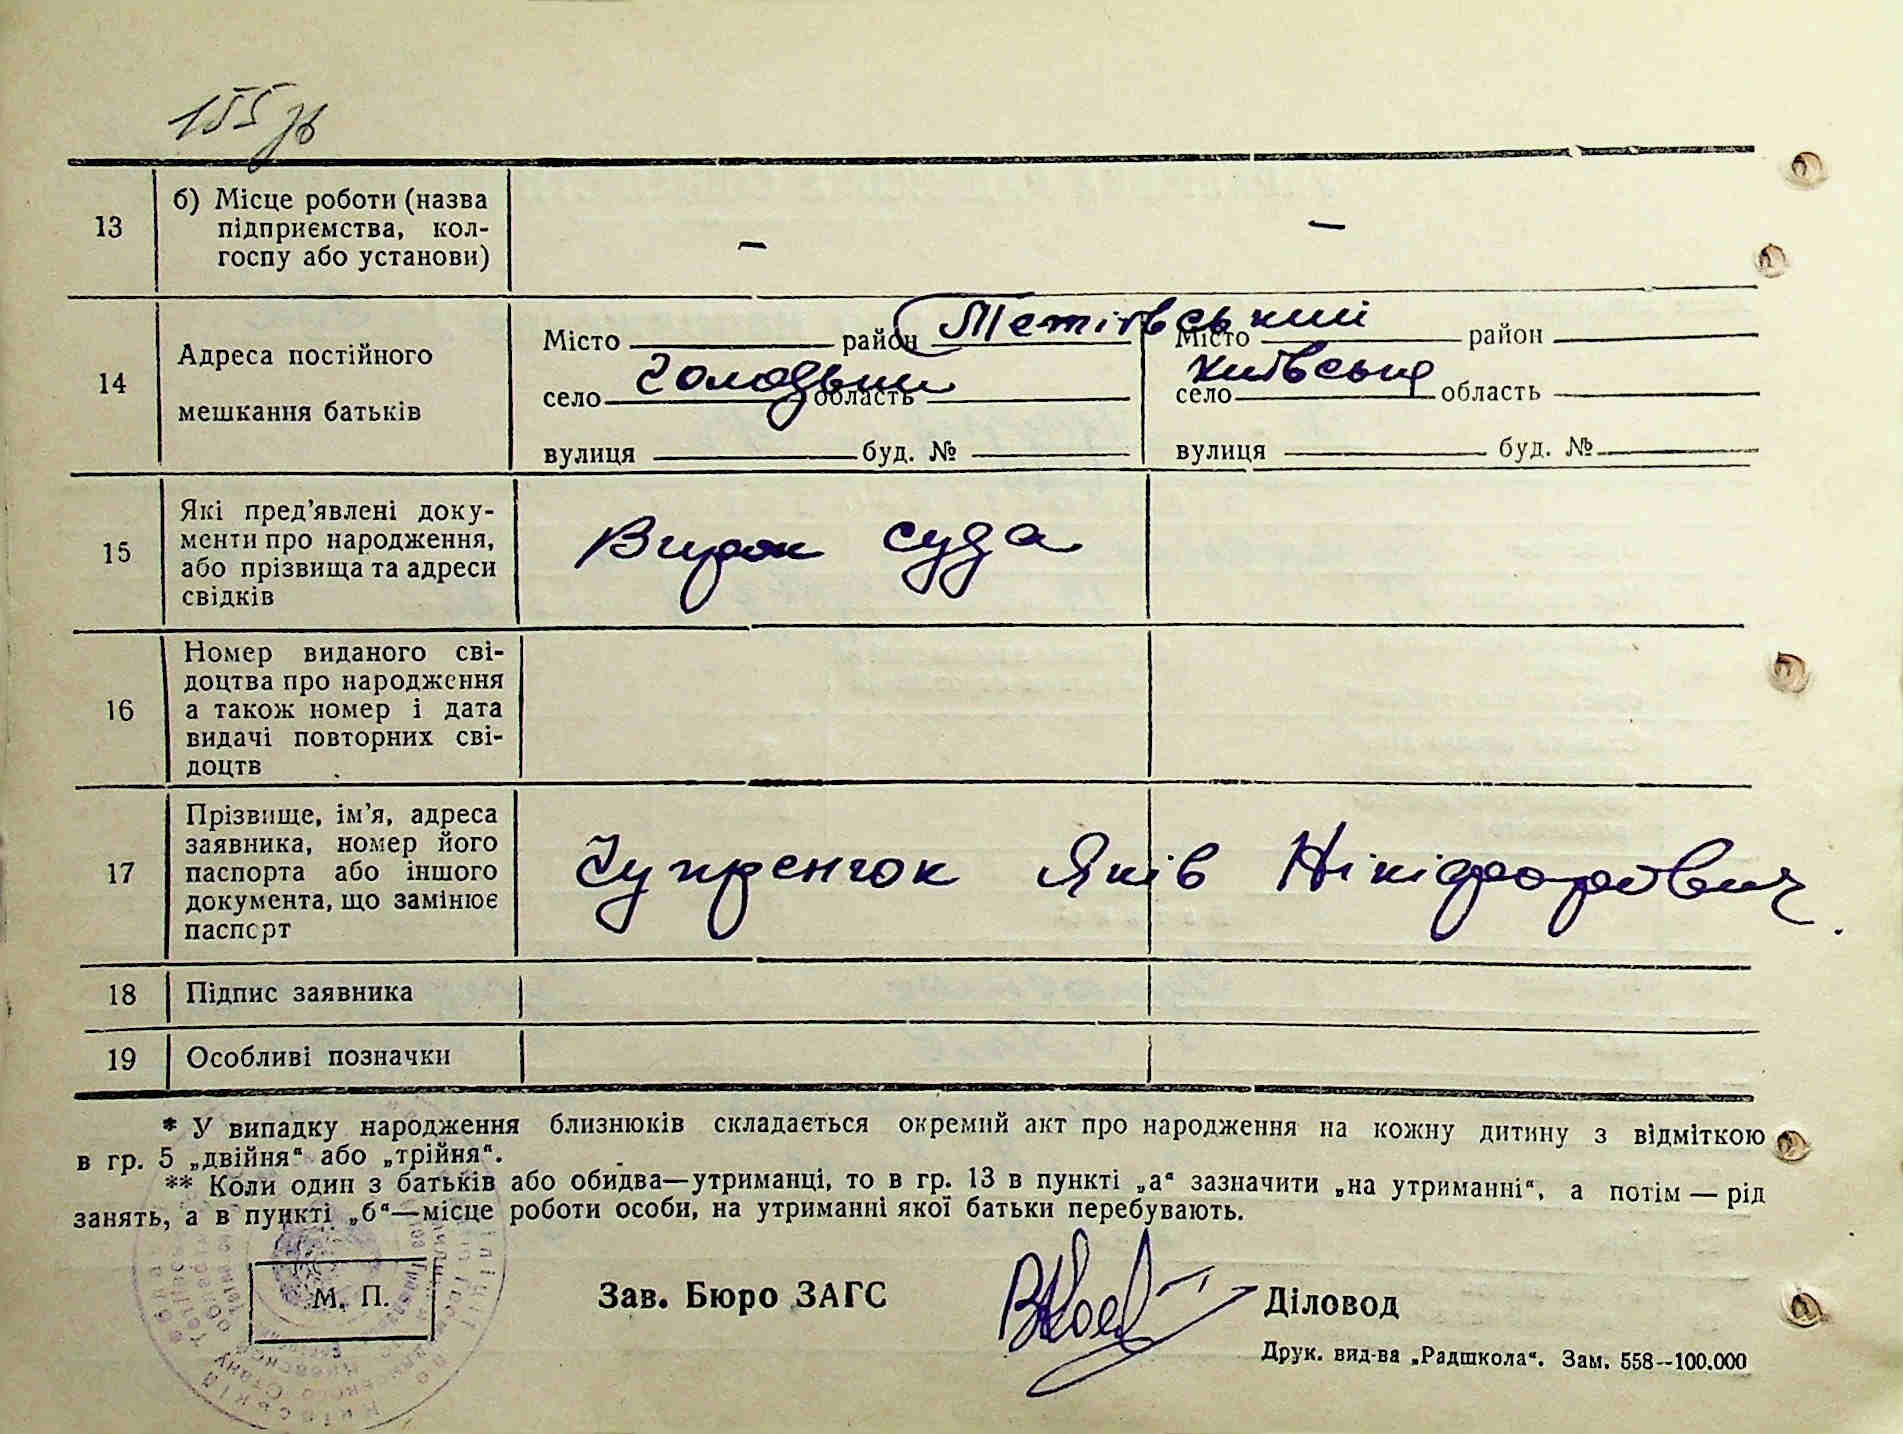 155 зв
13
б) Місце роботи (назва
підприємства, кол-
госпу або установи)
–
–
14
Адреса постійного
мешкання батьків
Місто район Тетіївський
село Голодьки область
вулиця буд. №
Місто район
село Київська область
вулиця буд. №
15
Які пред'явлені доку-
менти про народження,
або прізвища та адреси
свідків
Вирок суда
16
Номер виданого сві-
доцтва про народження
а також номер і дата
видачі повторних сві-
доцтв
17
Прізвище, ім'я, адреса
заявника, номер його
паспорта або іншого
документа, що замінює
паспорт
Чупренюк Яків Нікіфорович.
18
Підпис заявника
19
Особливі позначки
* У випадку народження близнюків складається окремий акт про народження на кожну дитину з відміткою
в гр. 5 „двійня“ або „трійня“.
** Коли один з батьків або обидва—утриманці, то в гр. 13 в пункті „а“ зазначити „на утриманні“, а потім — рід
занять, а в пункті „б“—місце роботи особи, на утриманні якої батьки перебувають.
М. П.
Зав. Бюро ЗАГС
Діловод
Друк. вид-ва „Радшкола“. Зам. 558--100.000